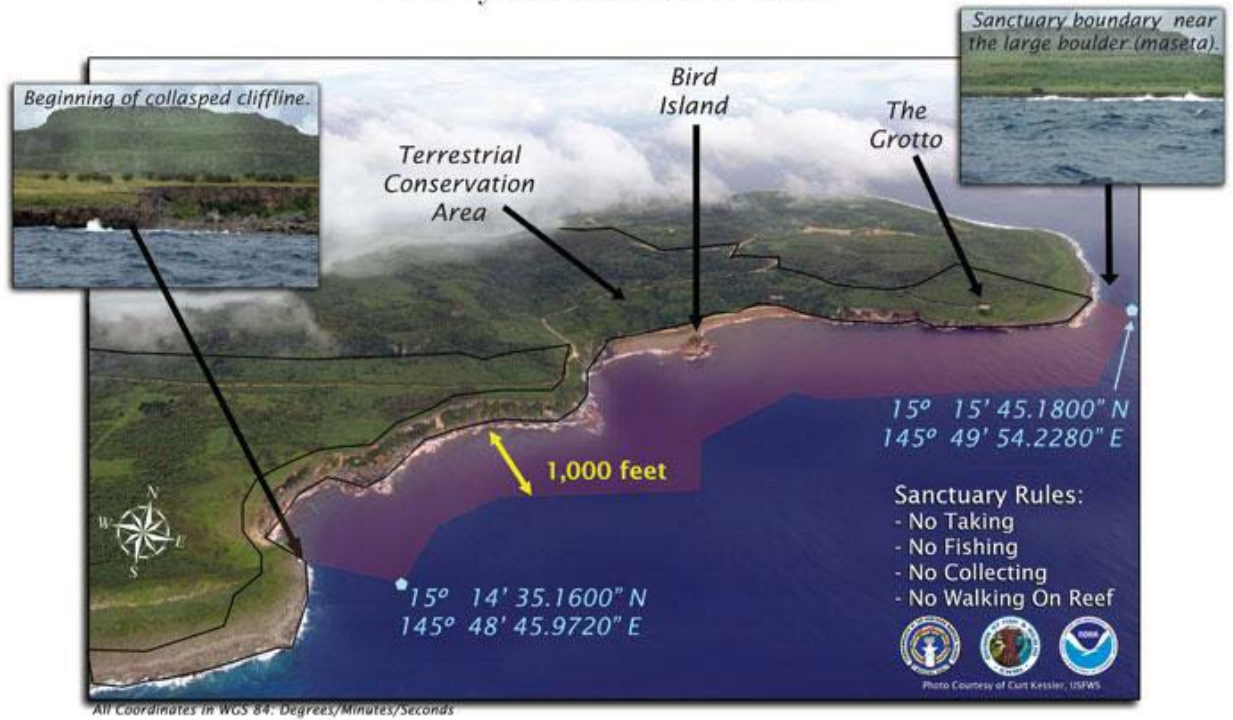 Sanctuary boundary near
the large boulder (maseta).
Beginning of collasped cliffline.
Bird
Island
The
Grotto
Terrestrial
Conservation
Area
15º 15' 45.1800" N
145º 49' 54.2280" E
1,000 feet
Sanctuary Rules:
- No Taking
- No Fishing
- No Collecting
- No Walking On Reef
N
W
E
S
15º 14' 35.1600" N
145º 48' 45.9720" E
NOAA
Photo Courtesy of Curt Kessler, USFWS
All Coordinates in WGS 84: Degrees/Minutes/Seconds